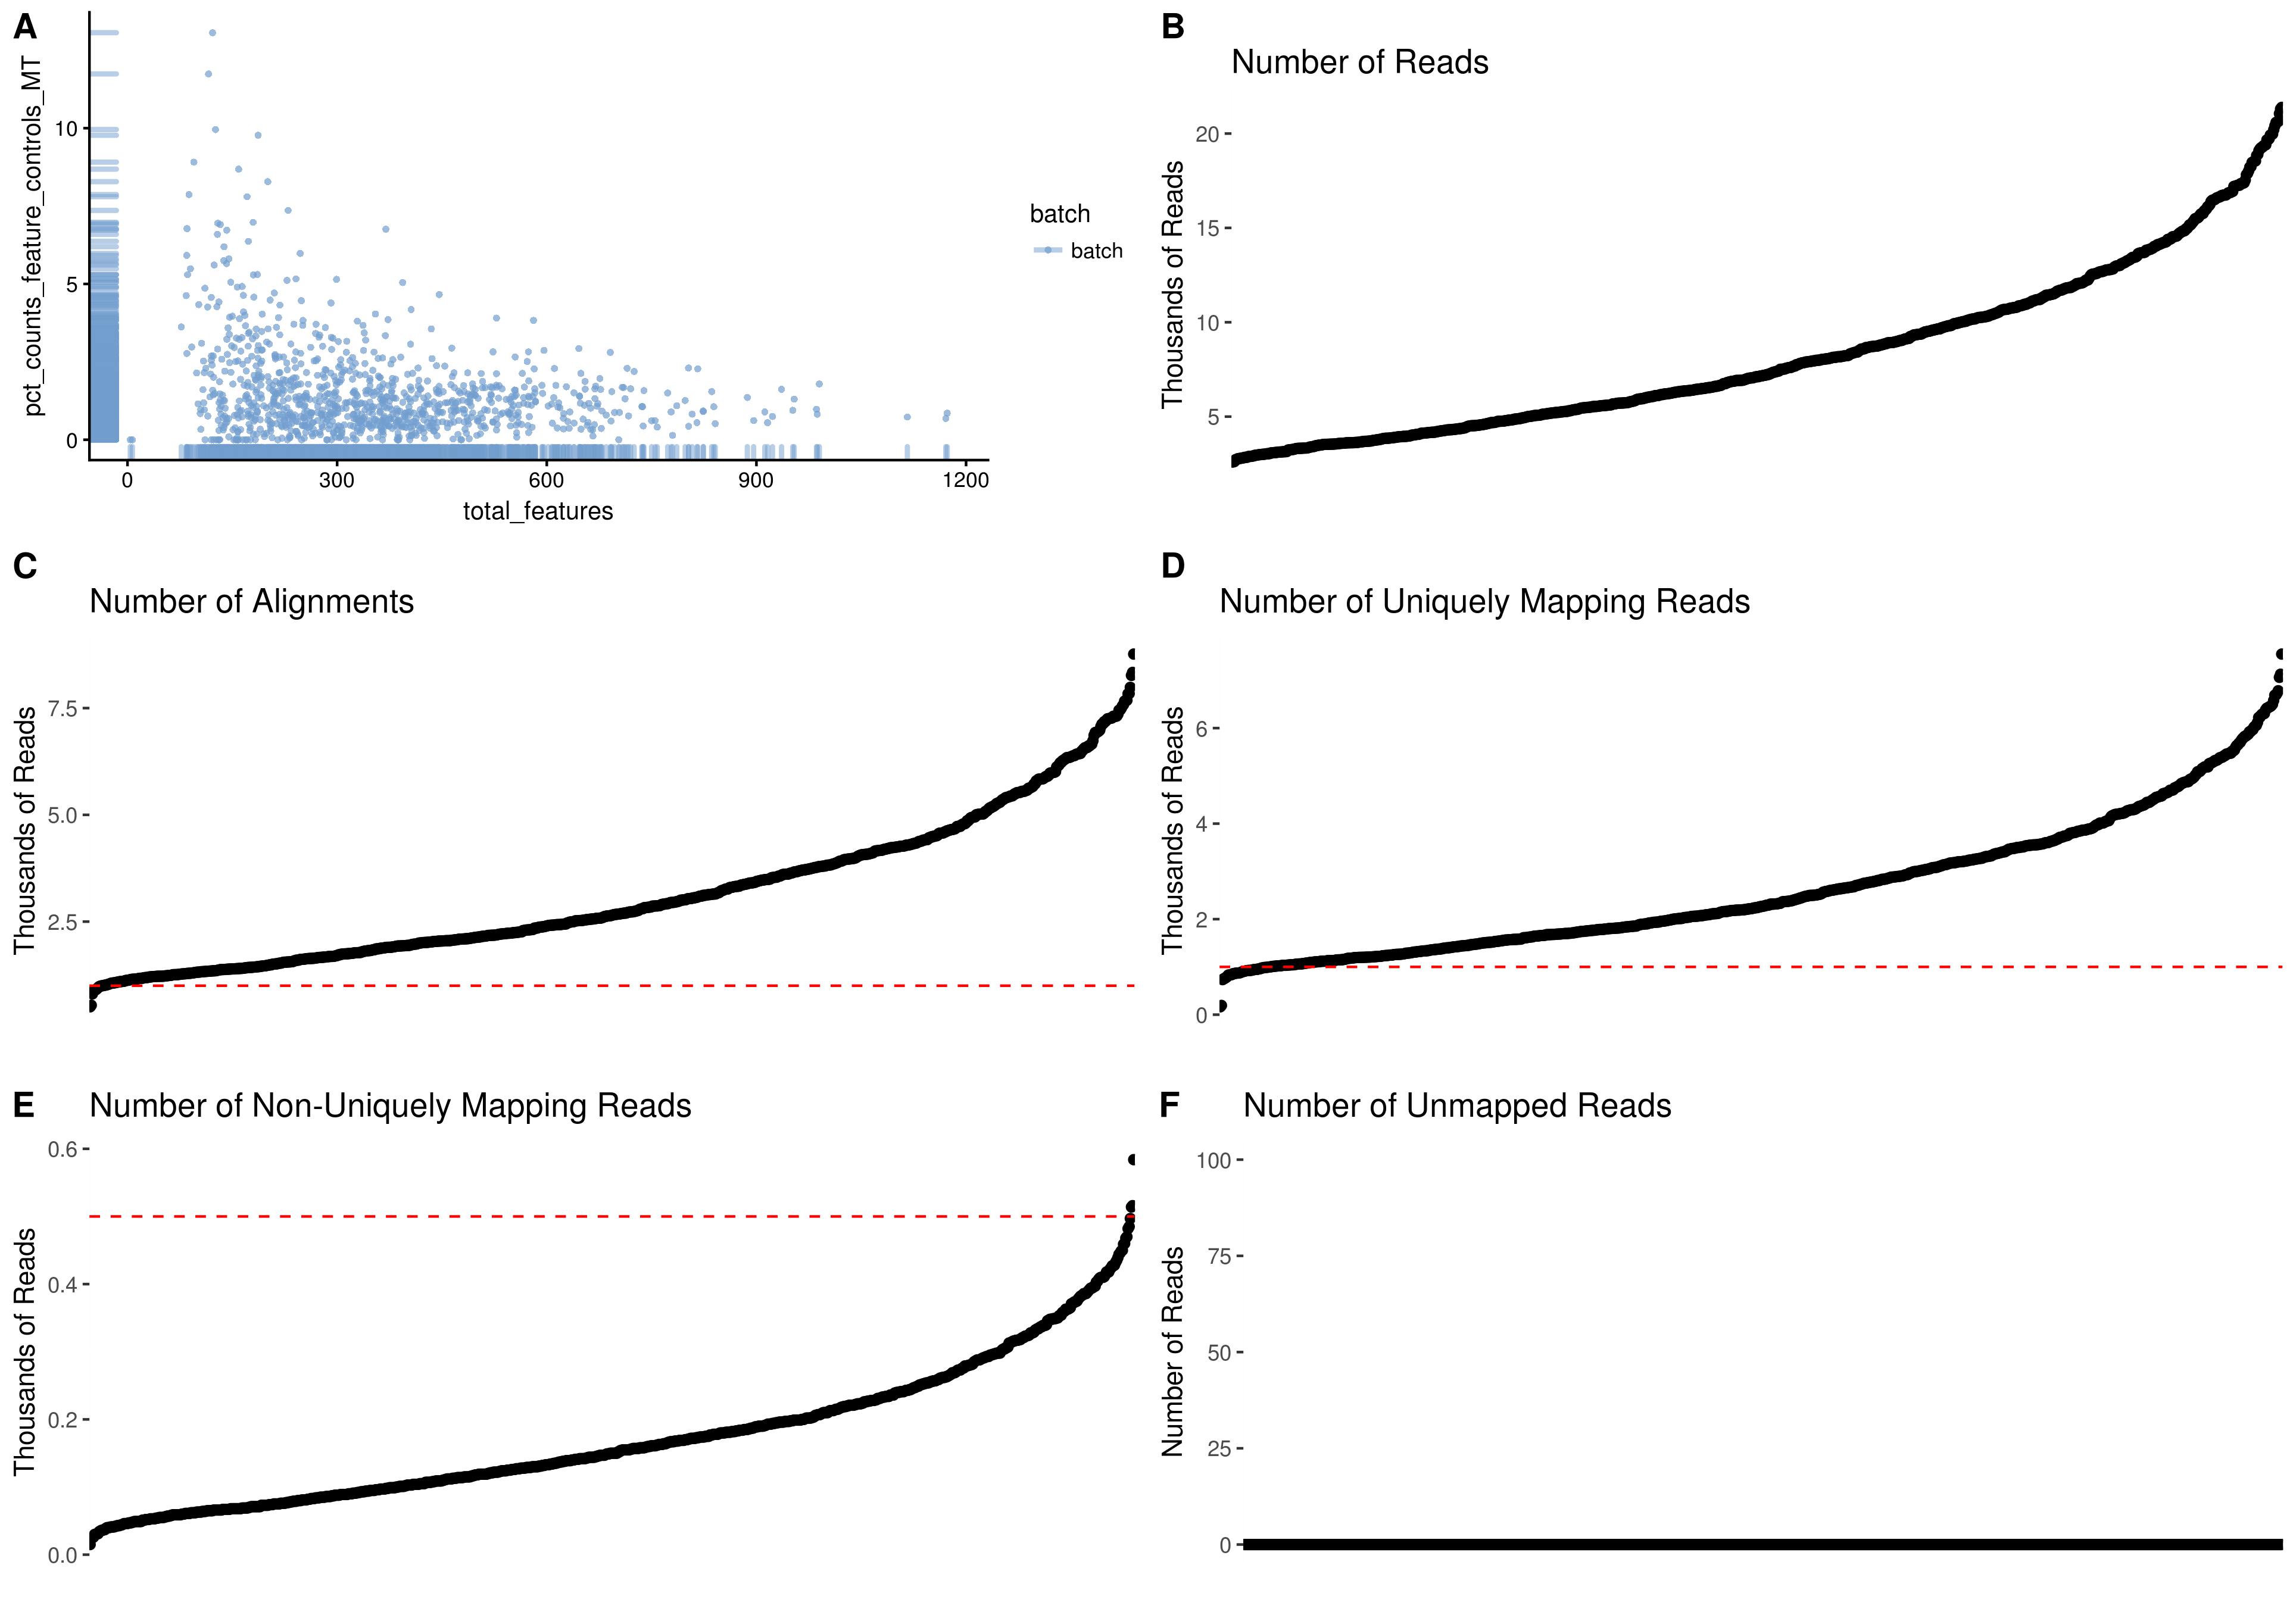 A
pct_counts_feature_controls_MT
10
5
0
0 300 600 900 1200
total_features
batch
batch
B
Number of Reads
Thousands of Reads
20
15
10
5
C
Number of Alignments
Thousands of Reads
7.5
5.0
2.5
D
Number of Uniquely Mapping Reads
Thousands of Reads
6
4
2
0
E
Number of Non-Uniquely Mapping Reads
Thousands of Reads
0.6
0.4
0.2
0.0
F
Number of Unmapped Reads
Number of Reads
100
75
50
25
0